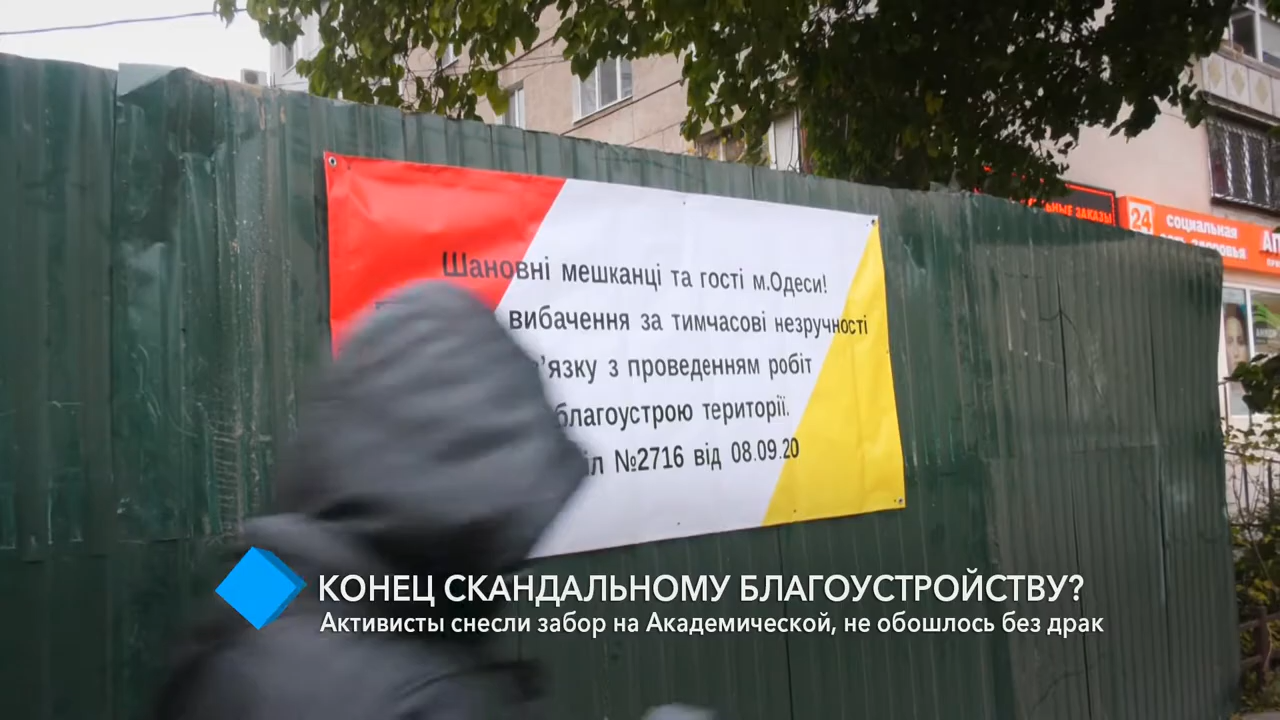 Шановні мешканці та гості м.Одеси!
вибачення за тимчасові незручності
з проведенням робіт
благоустрою території.
№2716 від 08.09.20
ЗАКАЗЫ
24 социальная
КОНЕЦ СКАНДАЛЬНОМУ БЛАГОУСТРОЙСТВУ?
Активисты снесли забор на Академической, не обошлось без драк